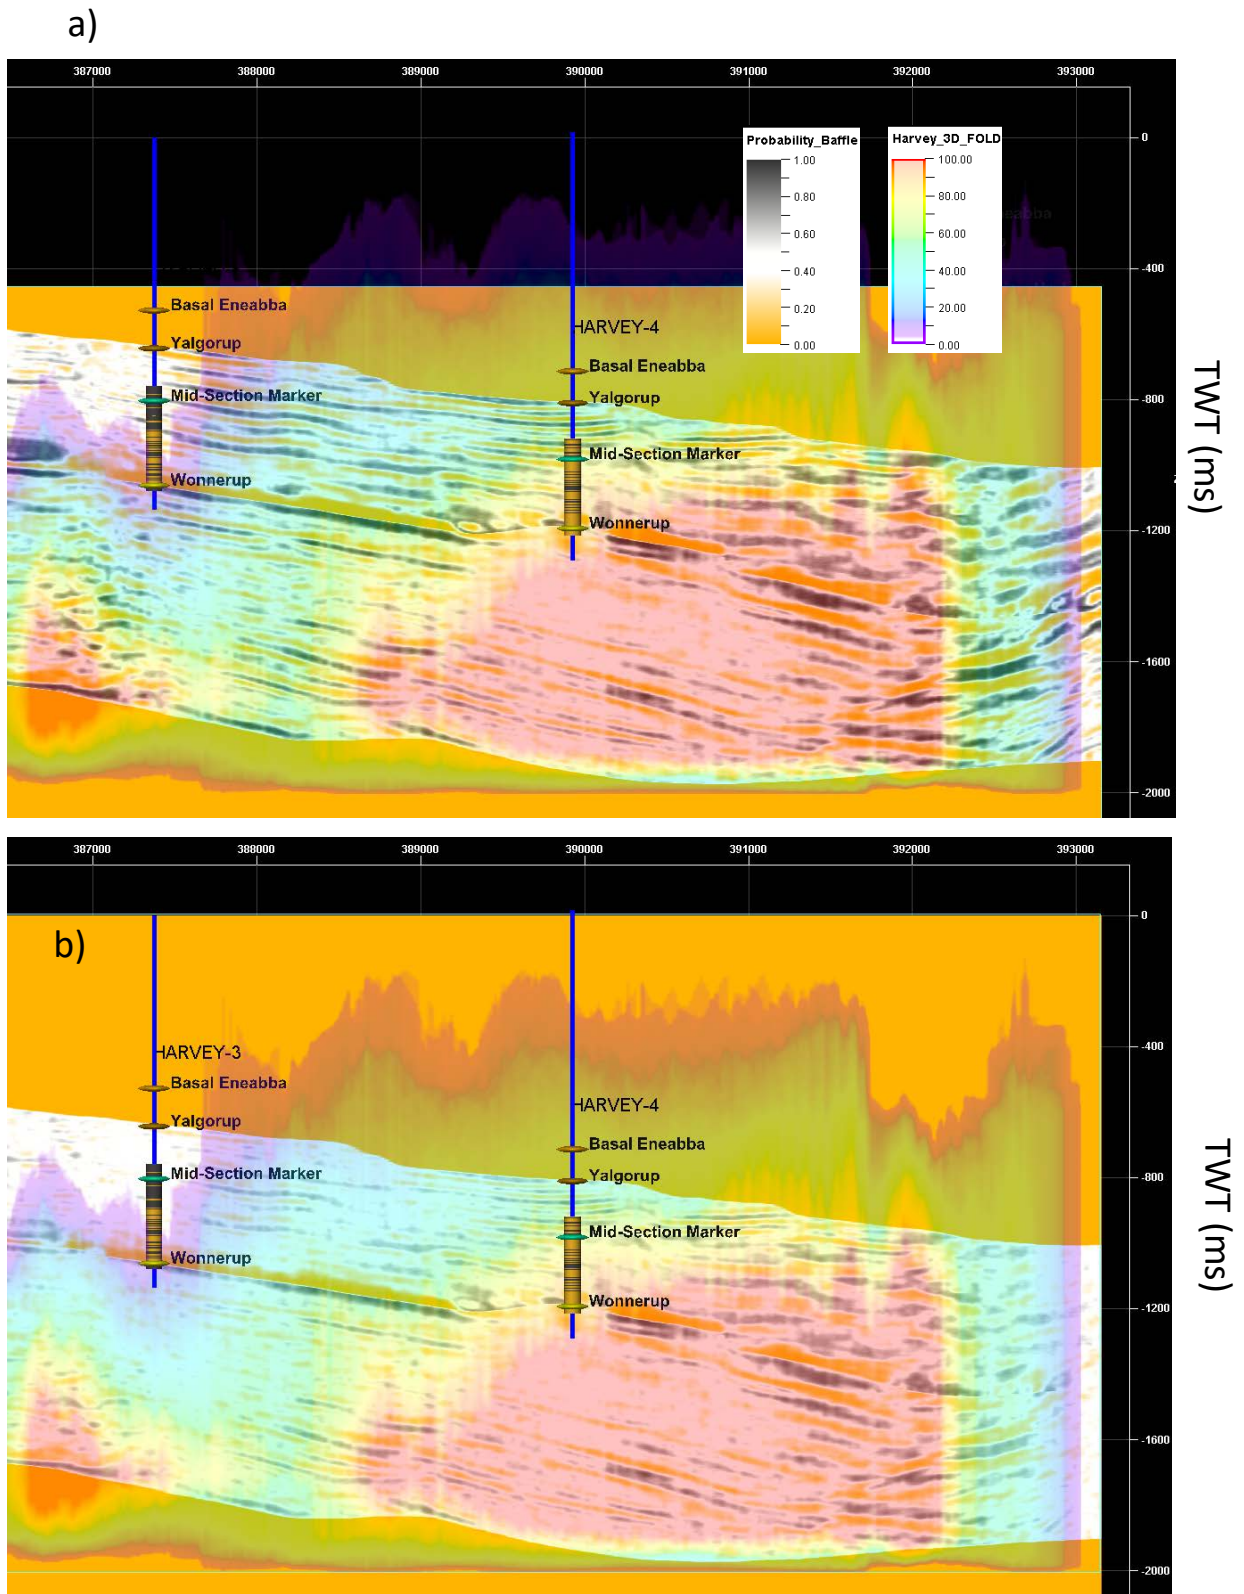 a)
387000 388000 389000 390000 391000 392000 393000
0
Probability_Baffle Harvey_3D_FOLD
1.00 100.00
0.80 80.00
0.60 60.00
0.40 40.00
0.20 20.00
0.00 0.00
eabba
-400
Basal Eneabba
HARVEY-4
Yalgorup
Basal Eneabba
Mid-Section Marker
Yalgorup
-800
Mid-Section Marker
Wonnerup
Wonnerup
-1200
-1600
-2000
TWT (ms)
387000 388000 389000 390000 391000 392000 393000
0
b)
HARVEY-3
-400
Basal Eneabba
HARVEY-4
Yalgorup
Basal Eneabba
Mid-Section Marker
Yalgorup
-800
Mid-Section Marker
Wonnerup
Wonnerup
-1200
-1600
-2000
TWT (ms)